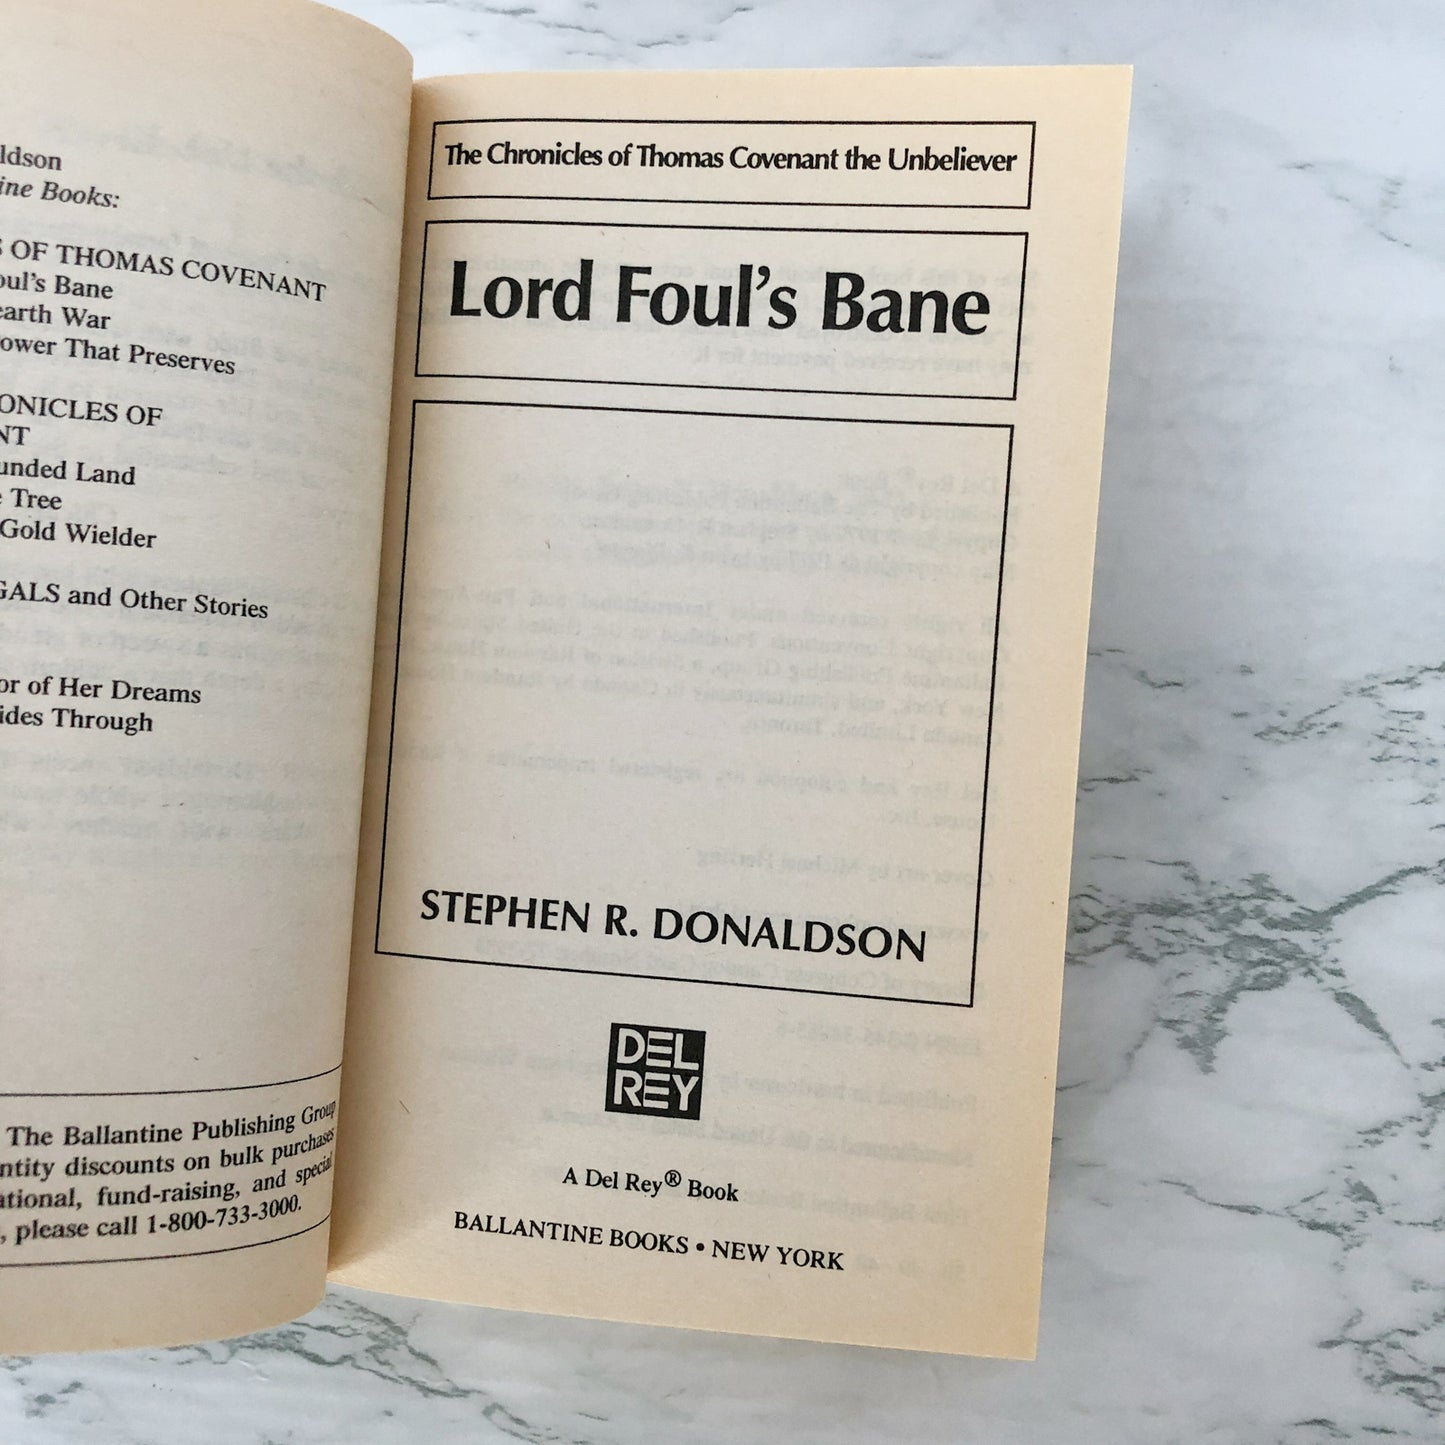 ldson
ine Books:
S OF THOMAS COVENANT
oul's Bane
earth War
ower That Preserves
ONICLES OF
NT
unded Land
e Tree
Gold Wielder
GALS and Other Stories
or of Her Dreams
ides Through
The Ballantine Publishing Group
ntity discounts on bulk purchases
ational, fund-raising, and special
, please call 1-800-733-3000.
The Chronicles of Thomas Covenant the Unbeliever
Lord Foul's Bane
STEPHEN R. DONALDSON
DEL
REY
A Del Rey® Book
BALLANTINE BOOKS • NEW YORK